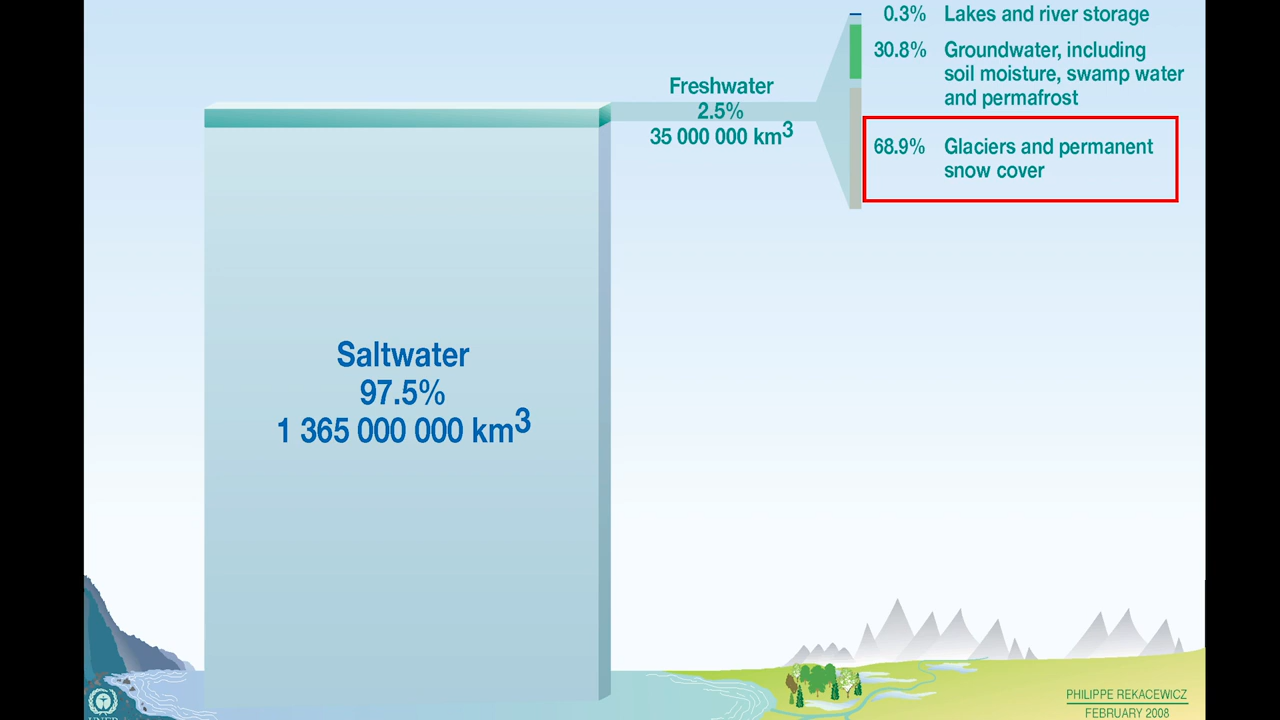 0.3% Lakes and river storage
30.8% Groundwater, including
soil moisture, swamp water
and permafrost
Freshwater
2.5%
35 000 000 km3
68.9% Glaciers and permanent
snow cover
Saltwater
97.5%
1 365 000 000 km3
PHILIPPE REKACEWICZ
FEBRUARY 2008